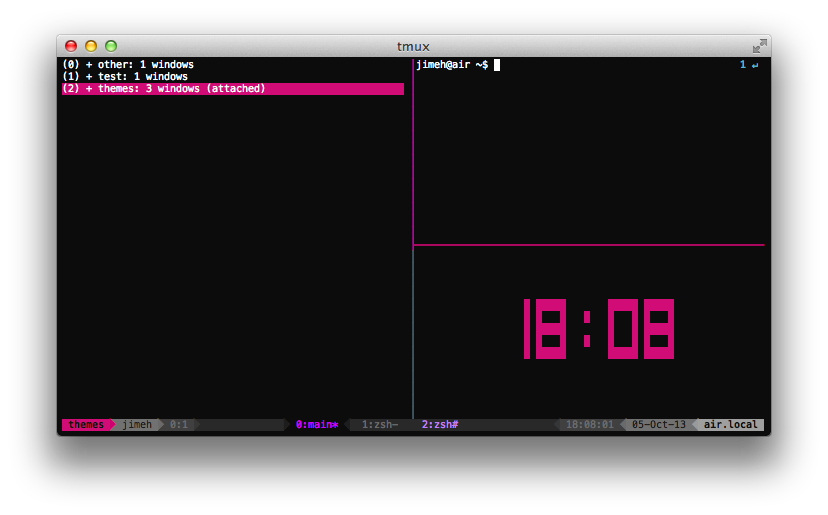 tmux
(0) + other: 1 windows
(1) + test: 1 windows
(2) + themes: 3 windows (attached)
jimeh@air ~$
1 ↵
18:08
themes jimeh 0:1 0:main* 1:zsh- 2:zsh# 18:08:01 05-Oct-13 air.local